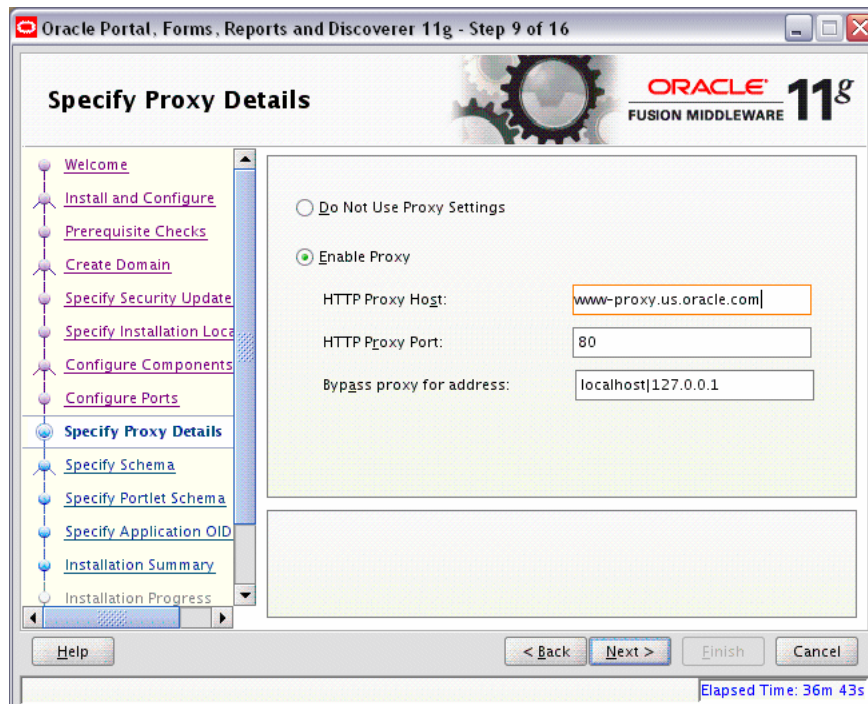 Oracle Portal, Forms, Reports and Discoverer 11g - Step 9 of 16
Specify Proxy Details
ORACLE
FUSION MIDDLEWARE 11g
Welcome
Install and Configure
Prerequisite Checks
Create Domain
Specify Security Update
Specify Installation Loca
Configure Components
Configure Ports
Specify Proxy Details
Specify Schema
Specify Portlet Schema
Specify Application OID
Installation Summary
Installation Progress
Do Not Use Proxy Settings
Enable Proxy
HTTP Proxy Host: www-proxy.us.oracle.com
HTTP Proxy Port: 80
Bypass proxy for address: localhost|127.0.0.1
Help < Back Next > Finish Cancel
Elapsed Time: 36m 43s